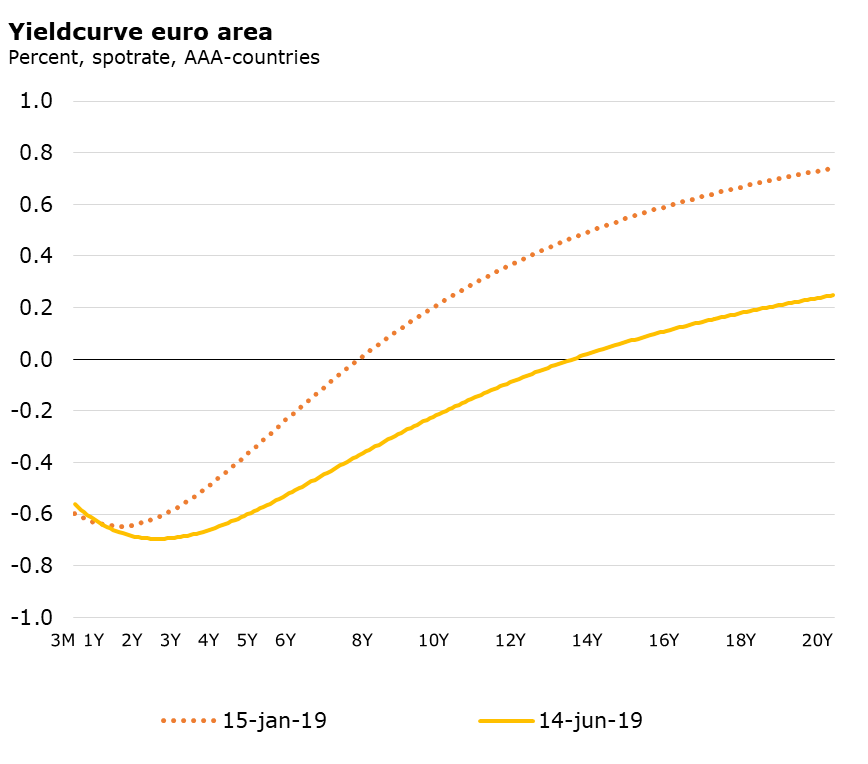 Yieldcurve euro area
Percent, spotrate, AAA-countries
1.0
0.8
0.6
0.4
0.2
0.0
-0.2
-0.4
-0.6
-0.8
-1.0
3M 1Y 2Y 3Y 4Y 5Y 6Y 8Y 10Y 12Y 14Y 16Y 18Y 20Y
15-jan-19 14-jun-19